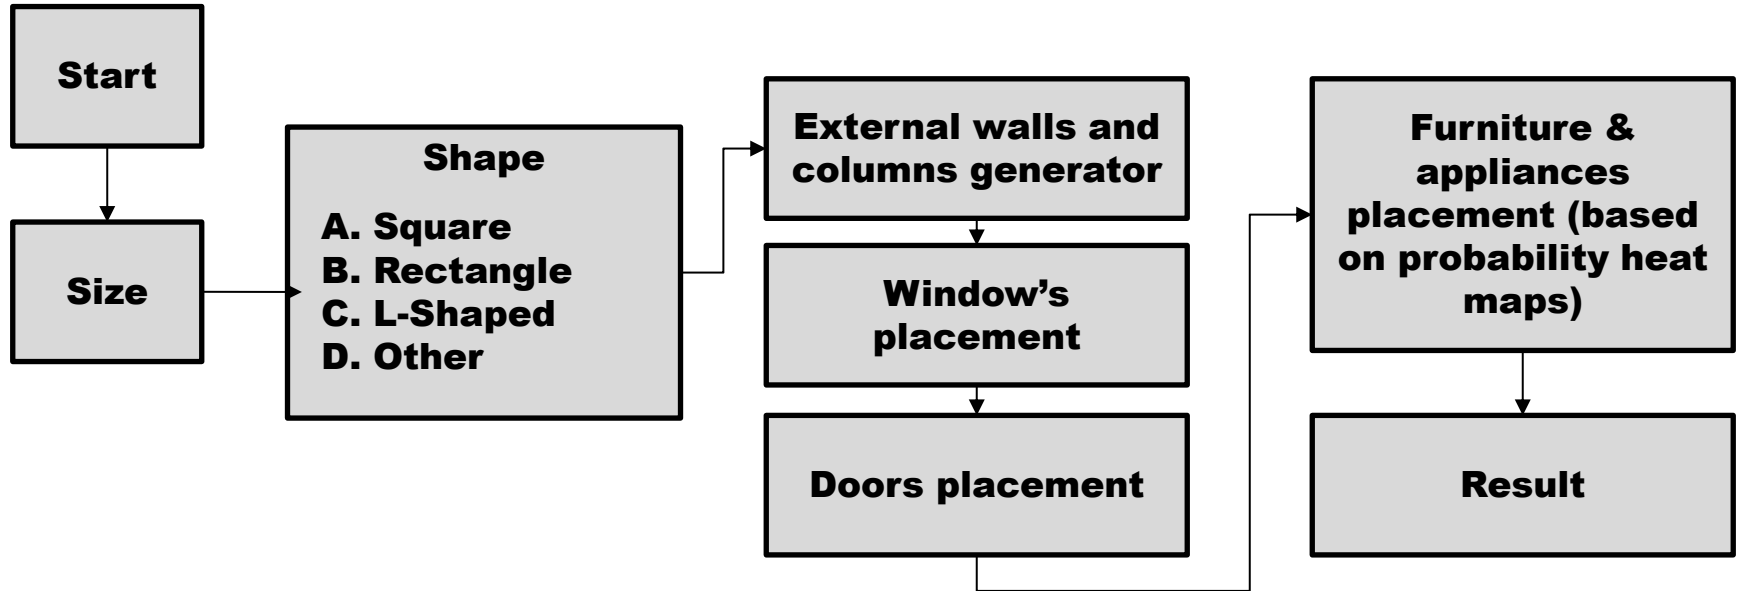 Start
Size
Shape
A. Square
B. Rectangle
C. L-Shaped
D. Other
External walls and
columns generator
Window’s
placement
Doors placement
Furniture &
appliances
placement (based
on probability heat
maps)
Result